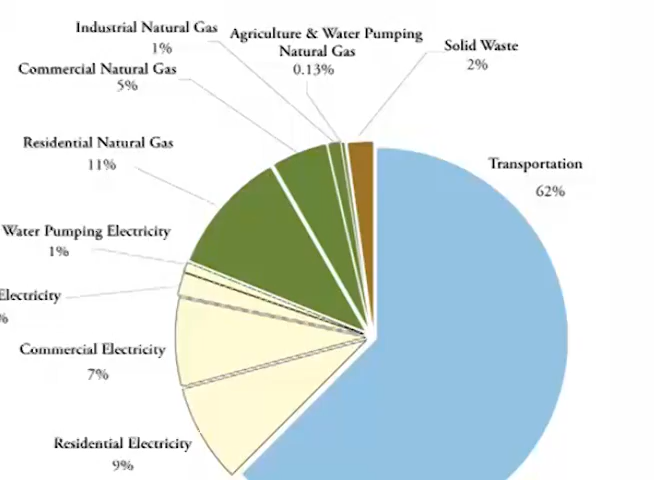 Industrial Natural Gas
1%
Agriculture & Water Pumping
Natural Gas
0.13%
Solid Waste
2%
Commercial Natural Gas
5%
Residential Natural Gas
11%
Transportation
62%
Water Pumping Electricity
1%
Electricity
%
Commercial Electricity
7%
Residential Electricity
9%